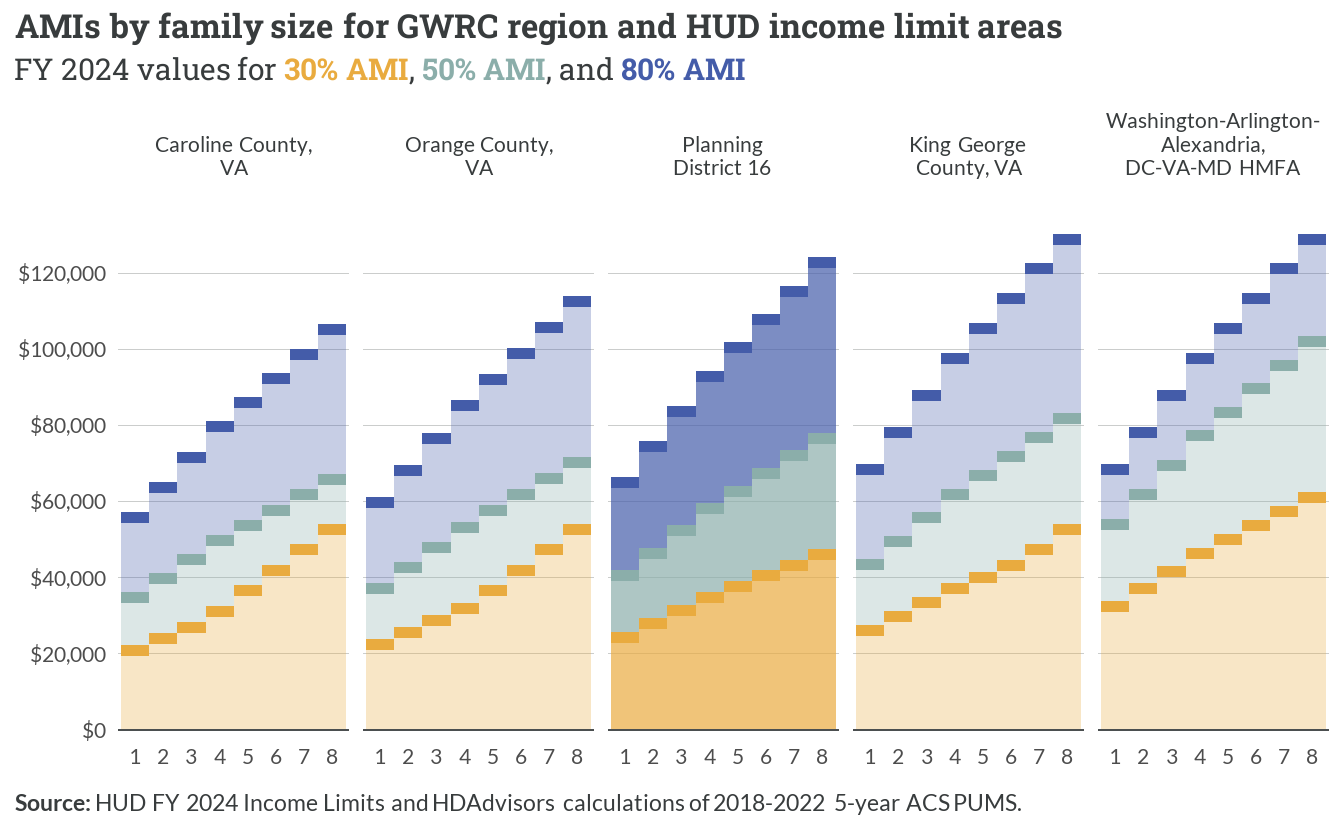 AMIs by family size for GWRC region and HUD income limit areas
FY 2024 values for 30% AMI, 50% AMI, and 80% AMI
Caroline County,
VA
Orange County,
VA
Planning
District 16
King George
County, VA
Washington-Arlington-
Alexandria,
DC-VA-MD HMFA
$120,000
$100,000
$80,000
$60,000
$40,000
$20,000
$0
1 2 3 4 5 6 7 8
1 2 3 4 5 6 7 8
1 2 3 4 5 6 7 8
1 2 3 4 5 6 7 8
1 2 3 4 5 6 7 8
Source: HUD FY 2024 Income Limits and HDAdvisors calculations of 2018-2022 5-year ACS PUMS.